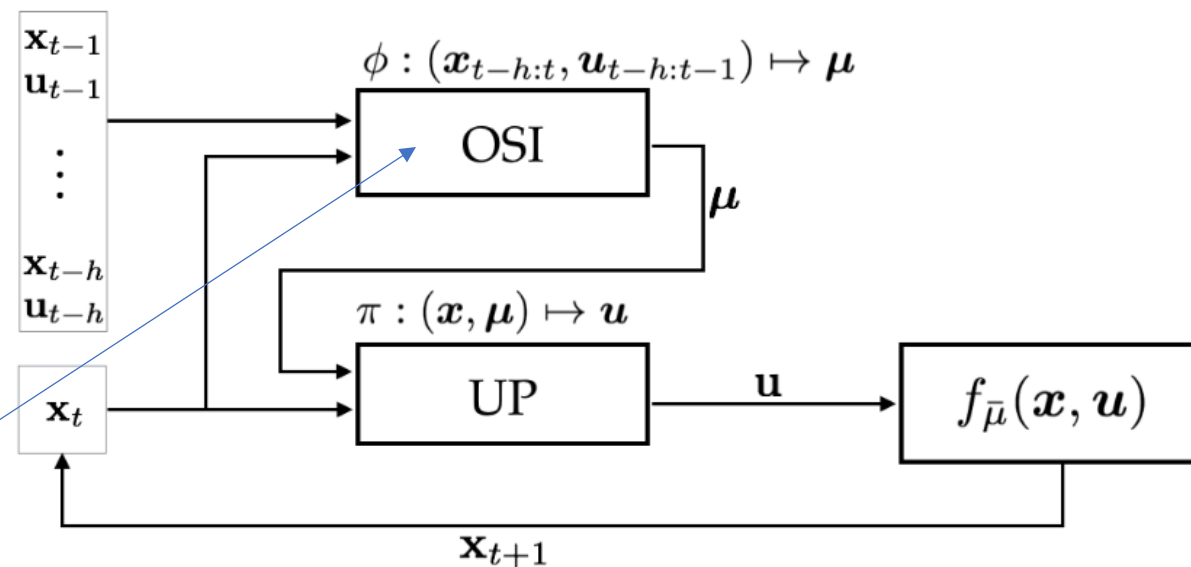 x_{t−1}
u_{t−1}
⋮
x_{t−h}
u_{t−h}
x_t
ϕ : (x_{t−h:t}, u_{t−h:t−1}) ↦ μ
OSI
μ
π : (x, μ) ↦ u
UP
u
f_{μ̄}(x, u)
x_{t+1}